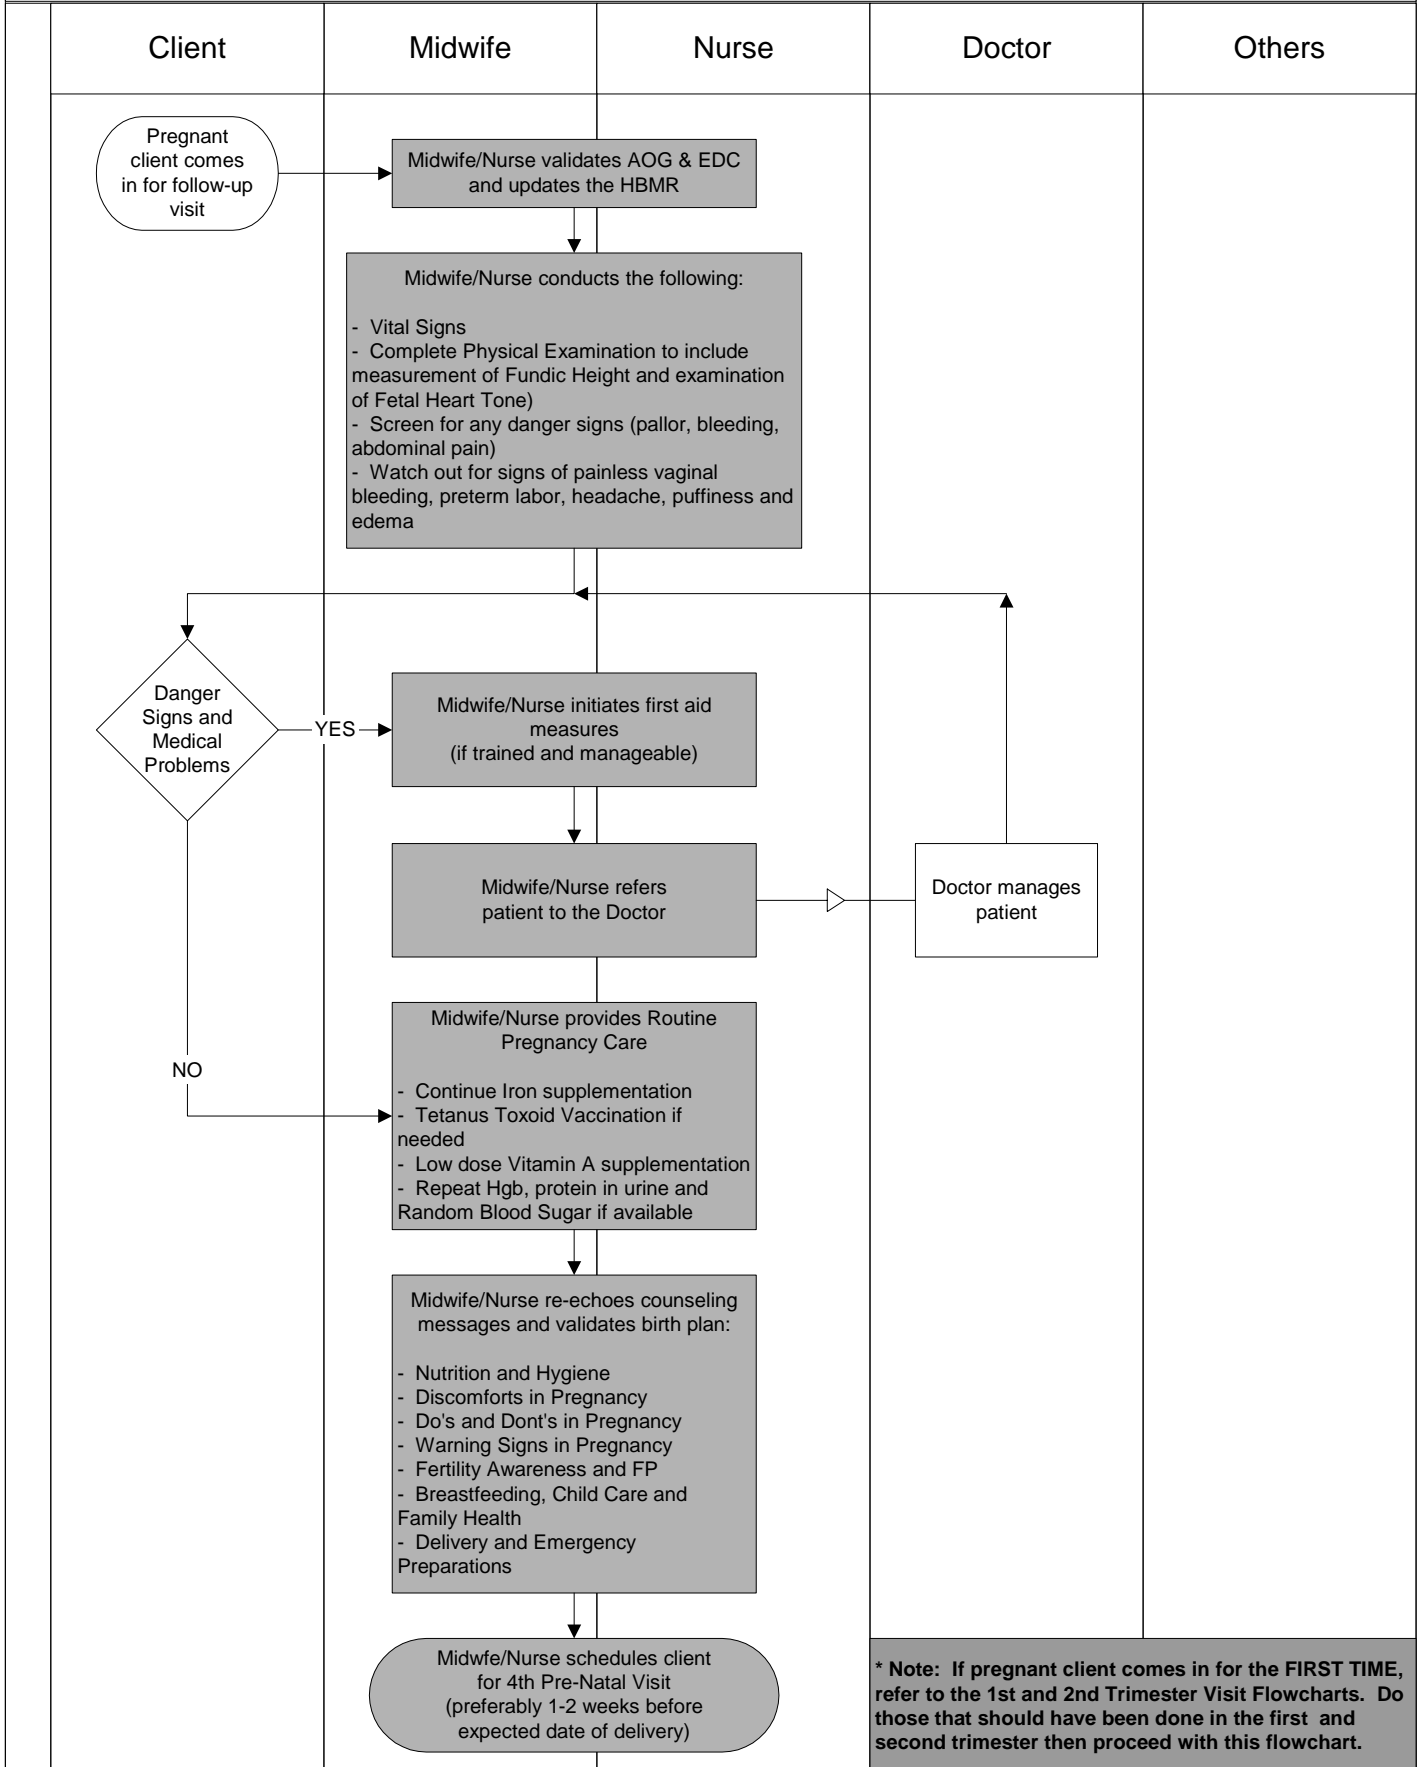 Client
Midwife
Nurse
Doctor
Others
Pregnant
client comes
in for follow-up
visit
Midwife/Nurse validates AOG & EDC
and updates the HBMR
Midwife/Nurse conducts the following:
- Vital Signs
- Complete Physical Examination to include
measurement of Fundic Height and examination
of Fetal Heart Tone)
- Screen for any danger signs (pallor, bleeding,
abdominal pain)
- Watch out for signs of painless vaginal
bleeding, preterm labor, headache, puffiness and
edema
Danger
Signs and
Medical
Problems
YES
Midwife/Nurse initiates first aid
measures
(if trained and manageable)
Midwife/Nurse refers
patient to the Doctor
Doctor manages
patient
NO
Midwife/Nurse provides Routine
Pregnancy Care
- Continue Iron supplementation
- Tetanus Toxoid Vaccination if
needed
- Low dose Vitamin A supplementation
- Repeat Hgb, protein in urine and
Random Blood Sugar if available
Midwife/Nurse re-echoes counseling
messages and validates birth plan:
- Nutrition and Hygiene
- Discomforts in Pregnancy
- Do's and Dont's in Pregnancy
- Warning Signs in Pregnancy
- Fertility Awareness and FP
- Breastfeeding, Child Care and
Family Health
- Delivery and Emergency
Preparations
Midwfe/Nurse schedules client
for 4th Pre-Natal Visit
(preferably 1-2 weeks before
expected date of delivery)
* Note: If pregnant client comes in for the FIRST TIME,
refer to the 1st and 2nd Trimester Visit Flowcharts. Do
those that should have been done in the first and
second trimester then proceed with this flowchart.